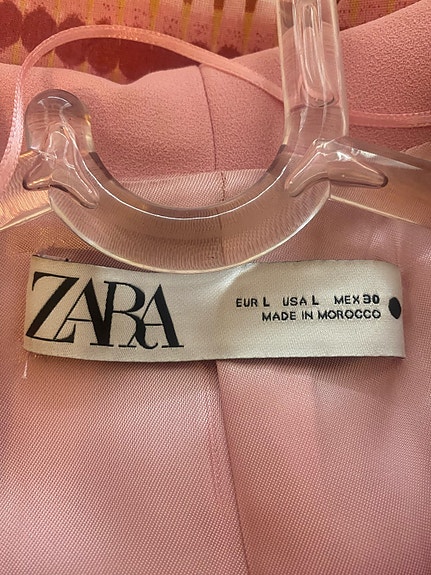 ZARA
EUR L USA L MEX 30
MADE IN MOROCCO